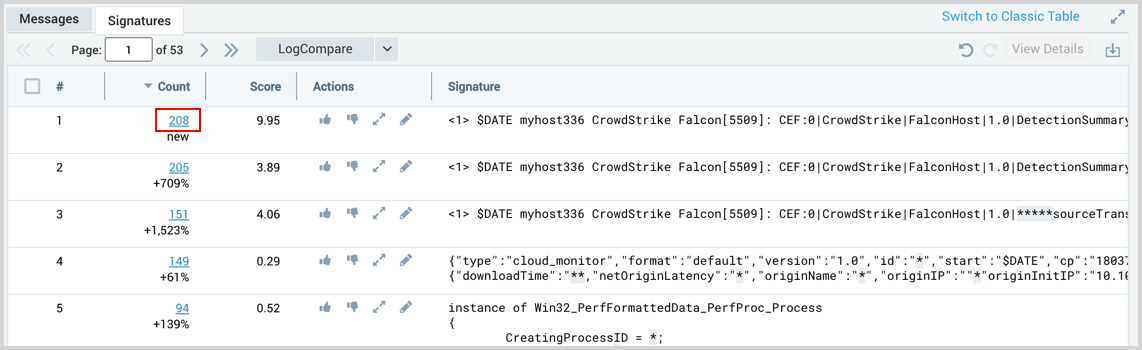 Messages Signatures Switch to Classic Table
Page: 1 of 53 LogCompare View Details
# Count Score Actions Signature
1 208 9.95 <1> $DATE myhost336 CrowdStrike Falcon[5509]: CEF:0|CrowdStrike|FalconHost|1.0|DetectionSummary
new
2 205 3.89 <1> $DATE myhost336 CrowdStrike Falcon[5509]: CEF:0|CrowdStrike|FalconHost|1.0|DetectionSummary
+709%
3 151 4.06 <1> $DATE myhost336 CrowdStrike Falcon[5509]: CEF:0|CrowdStrike|FalconHost|1.0|*****sourceTrans
+1,523%
4 149 0.29 {"type":"cloud_monitor","format":"default","version":"1.0","id":"*","start":"$DATE","cp":"18037
+61% {"downloadTime":"**,"netOriginLatency":"*","originName":"*","originIP":""*"originInitIP":"10.10
5 94 0.52 instance of Win32_PerfFormattedData_PerfProc_Process
+139% {
CreatingProcessID = *;